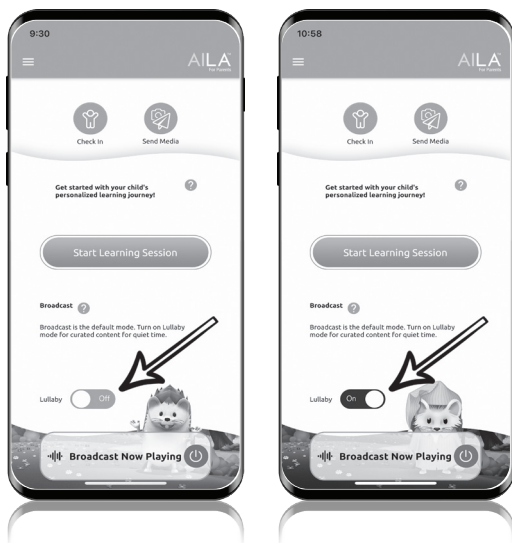 9:30
AILA™
For Parents
Check In
Send Media
Get started with your child's
personalized learning journey!
?
Start Learning Session
Broadcast ?
Broadcast is the default mode. Turn on Lullaby
mode for curated content for quiet time.
Lullaby Off
Broadcast Now Playing
10:58
AILA™
For Parents
Check In
Send Media
Get started with your child's
personalized learning journey!
?
Start Learning Session
Broadcast ?
Broadcast is the default mode. Turn on Lullaby
mode for curated content for quiet time.
Lullaby On
Broadcast Now Playing